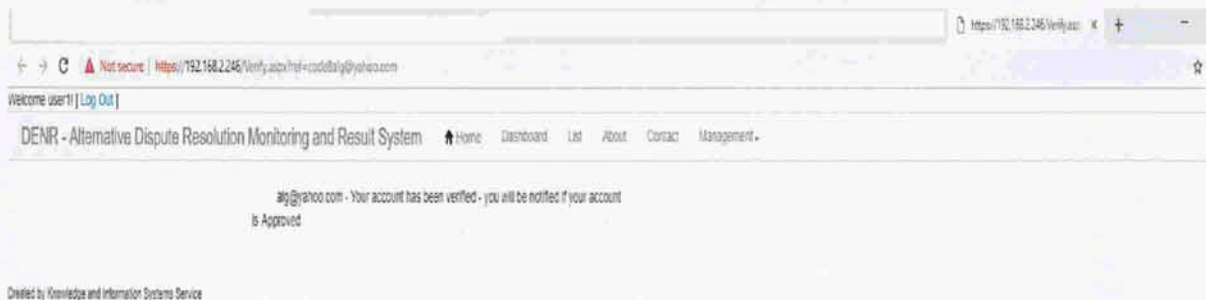 https://192.168.2.246/Verify.asp
Not secure | https://192.168.2.246/Verify.aspx?ref=code8alg@yahoo.com
Welcome user1! [ Log Out ]
DENR - Alternative Dispute Resolution Monitoring and Result System Home Dashboard List About Contact Management
alg@yahoo.com - Your account has been verified - you will be notified if your account
is Approved
Created by Knowledge and Information Systems Service